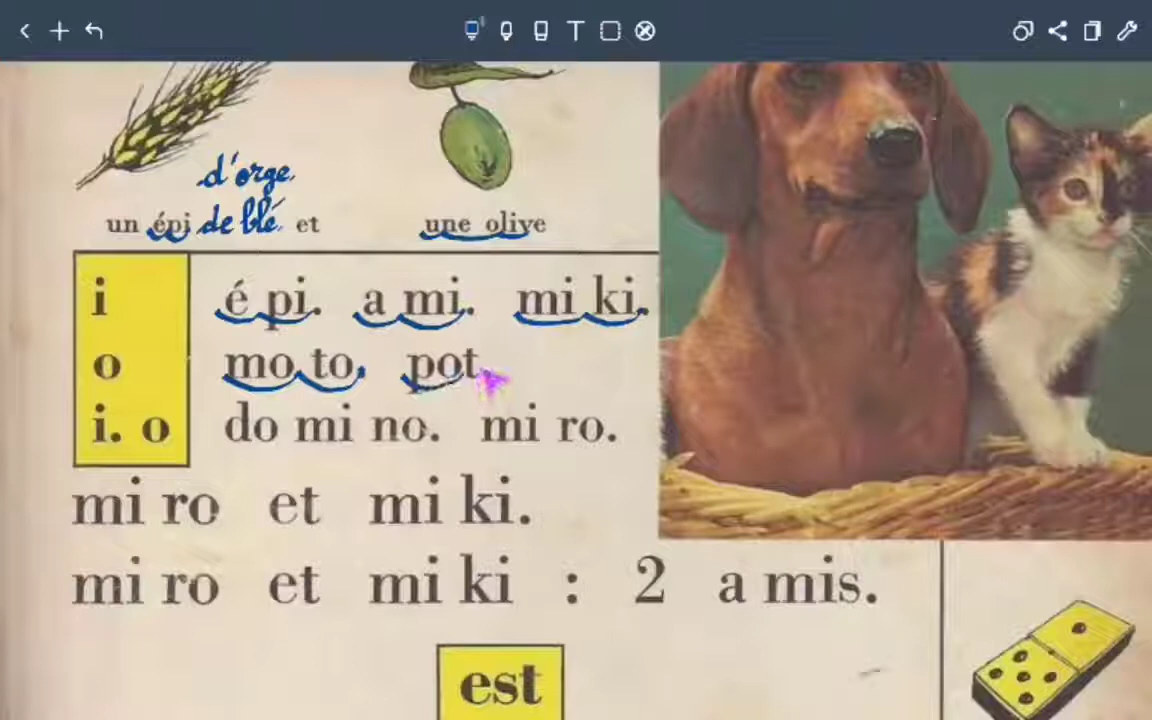 d'orge
un épi de blé et une olive
i é pi. a mi. mi ki.
o mo to. pot
i. o do mi no. mi ro.
mi ro et mi ki.
mi ro et mi ki : 2 a mis.
est